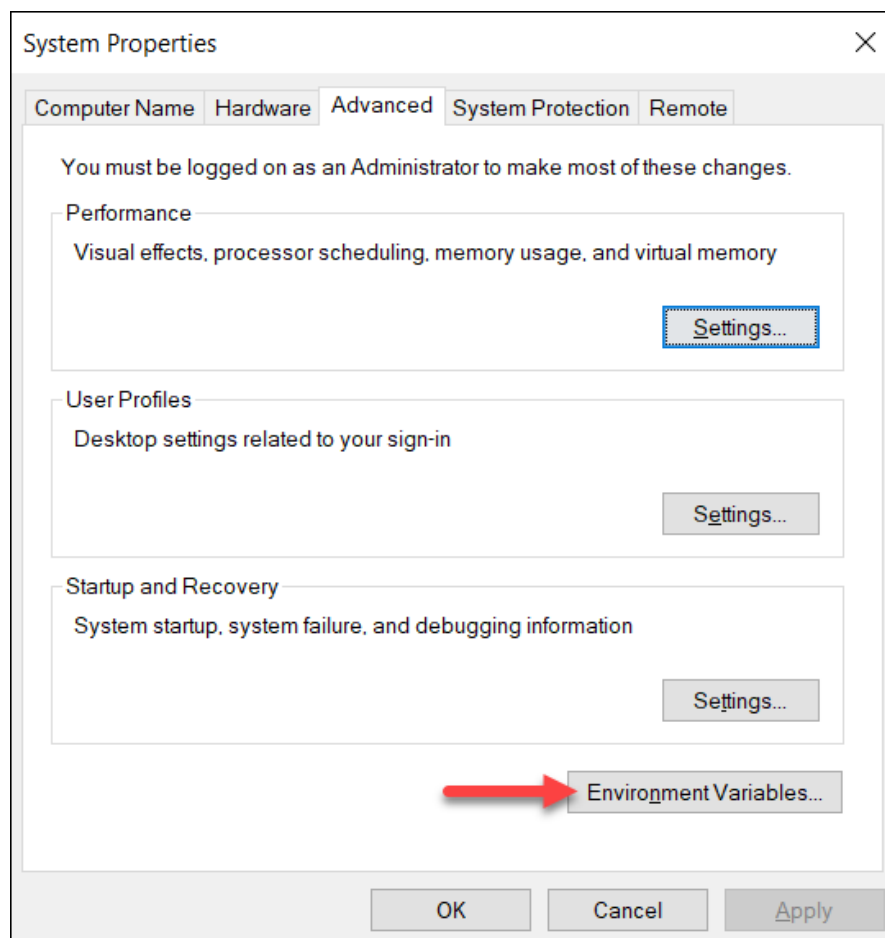 System Properties
Computer Name Hardware Advanced System Protection Remote
You must be logged on as an Administrator to make most of these changes.
Performance
Visual effects, processor scheduling, memory usage, and virtual memory
Settings...
User Profiles
Desktop settings related to your sign-in
Settings...
Startup and Recovery
System startup, system failure, and debugging information
Settings...
Environment Variables...
OK Cancel Apply